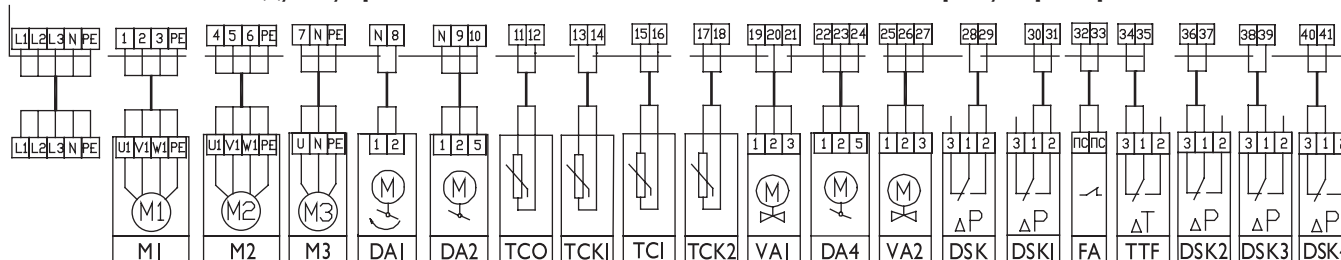 L1 L2 L3 N PE 1 2 3 PE 4 5 6 PE 7 N PE N 8 N 9 10 11 12 13 14 15 16 17 18 19 20 21 22 23 24 25 26 27 28 29 30 31 32 33 34 35 36 37 38 39 40 41
L1 L2 L3 N PE U1 V1 W1 PE U1 V1 W1 PE U N PE 1 2 1 2 5 1 2 3 1 2 5 1 2 3 3 1 2 3 1 2 ПС ПС 3 1 2 3 1 2 3 1 2 3 1 2
M1 M2 M3 M M M M M ΔP ΔP ΔT ΔP ΔP ΔP
M1 M2 M3 DA1 DA2 TCO TCK1 TC1 TCK2 VA1 DA4 VA2 DSK DSK1 FA TTF DSK2 DSK3